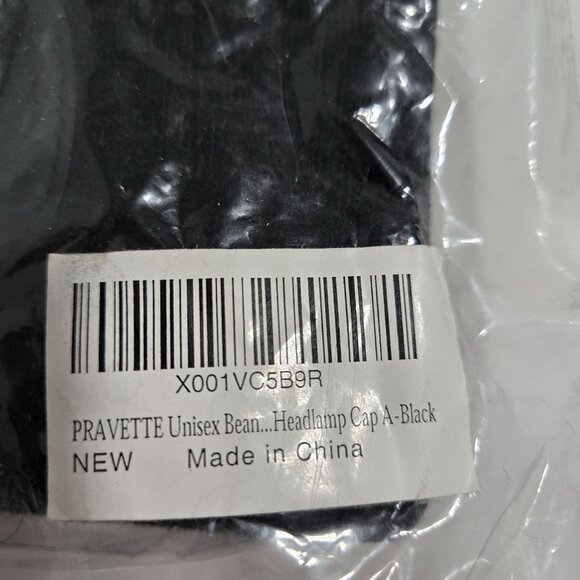 X001VC5B9R
PRAVETTE Unisex Bean...Headlamp Cap A-Black
NEW Made in China